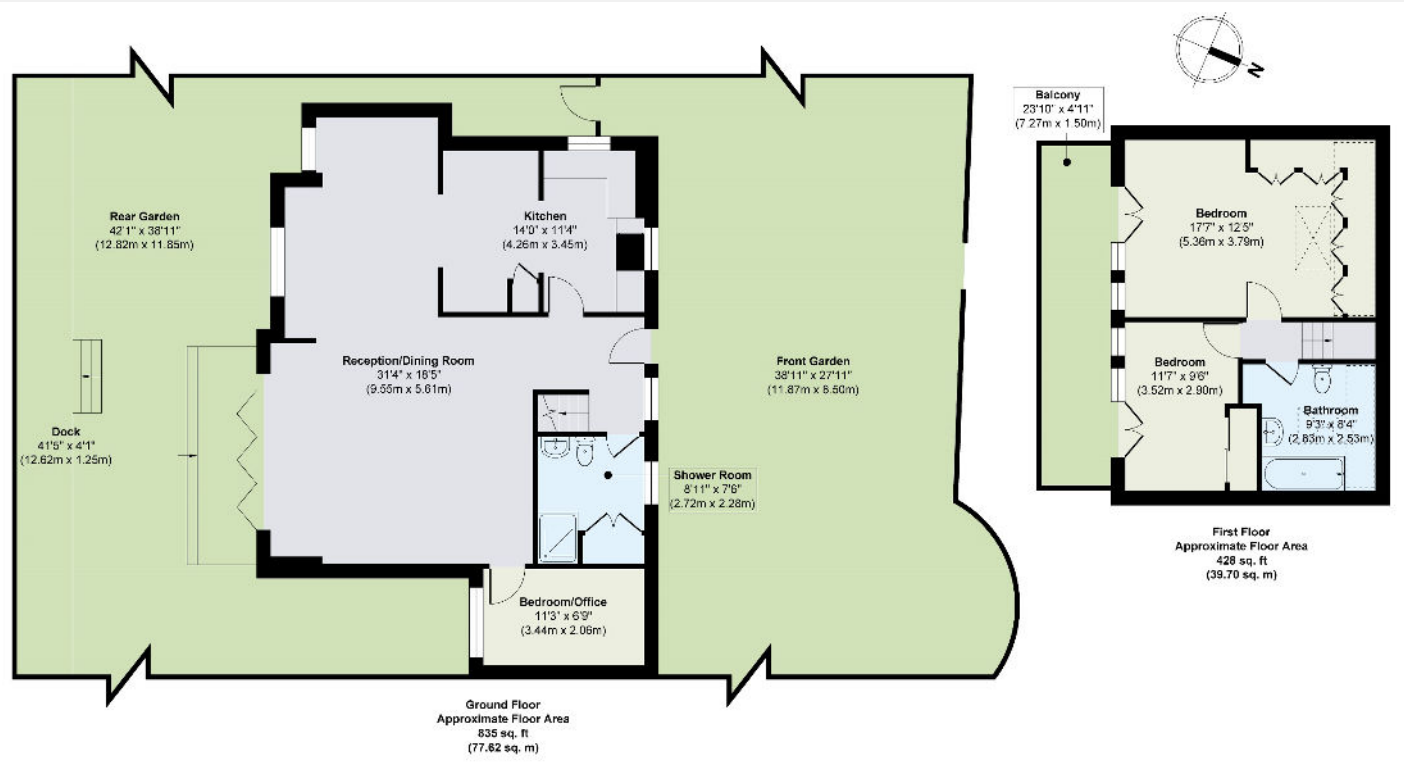 N
Balcony
23'10" x 4'11"
(7.27m x 1.50m)
Rear Garden
42'1" x 38'11"
(12.82m x 11.85m)
Kitchen
14'0" x 11'4"
(4.26m x 3.45m)
Bedroom
17'7" x 12'5"
(5.36m x 3.79m)
Reception/Dining Room
31'4" x 18'5"
(9.55m x 5.61m)
Front Garden
38'11" x 27'11"
(11.87m x 8.50m)
Bedroom
11'7" x 9'6"
(3.52m x 2.90m)
Bathroom
9'3" x 8'4"
(2.83m x 2.53m)
Dock
41'5" x 4'1"
(12.62m x 1.25m)
Shower Room
8'11" x 7'6"
(2.72m x 2.28m)
Bedroom/Office
11'3" x 6'9"
(3.44m x 2.06m)
First Floor
Approximate Floor Area
428 sq. ft
(39.70 sq. m)
Ground Floor
Approximate Floor Area
835 sq. ft
(77.62 sq. m)